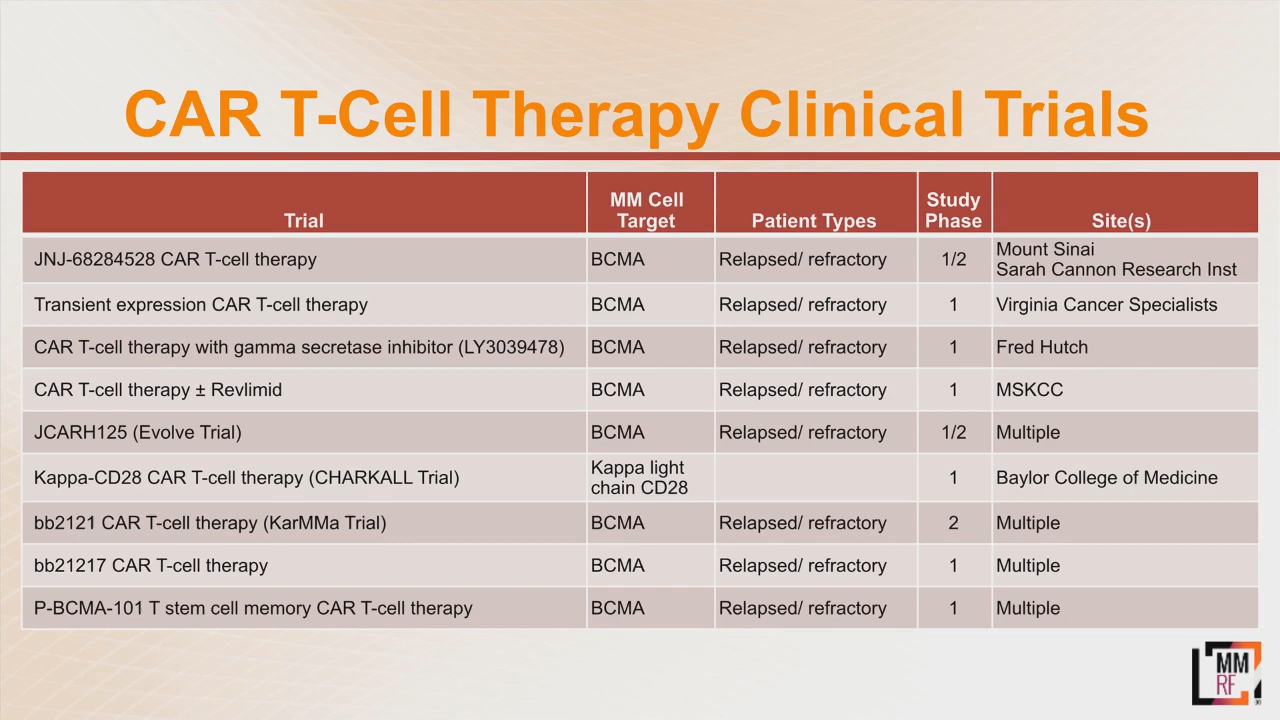 CAR T-Cell Therapy Clinical Trials
Trial
MM Cell
Target
Patient Types
Study
Phase
Site(s)
JNJ-68284528 CAR T-cell therapy
BCMA
Relapsed/ refractory
1/2
Mount Sinai
Sarah Cannon Research Inst
Transient expression CAR T-cell therapy
BCMA
Relapsed/ refractory
1
Virginia Cancer Specialists
CAR T-cell therapy with gamma secretase inhibitor (LY3039478)
BCMA
Relapsed/ refractory
1
Fred Hutch
CAR T-cell therapy ± Revlimid
BCMA
Relapsed/ refractory
1
MSKCC
JCARH125 (Evolve Trial)
BCMA
Relapsed/ refractory
1/2
Multiple
Kappa-CD28 CAR T-cell therapy (CHARKALL Trial)
Kappa light
chain CD28
1
Baylor College of Medicine
bb2121 CAR T-cell therapy (KarMMa Trial)
BCMA
Relapsed/ refractory
2
Multiple
bb21217 CAR T-cell therapy
BCMA
Relapsed/ refractory
1
Multiple
P-BCMA-101 T stem cell memory CAR T-cell therapy
BCMA
Relapsed/ refractory
1
Multiple
MM
RF